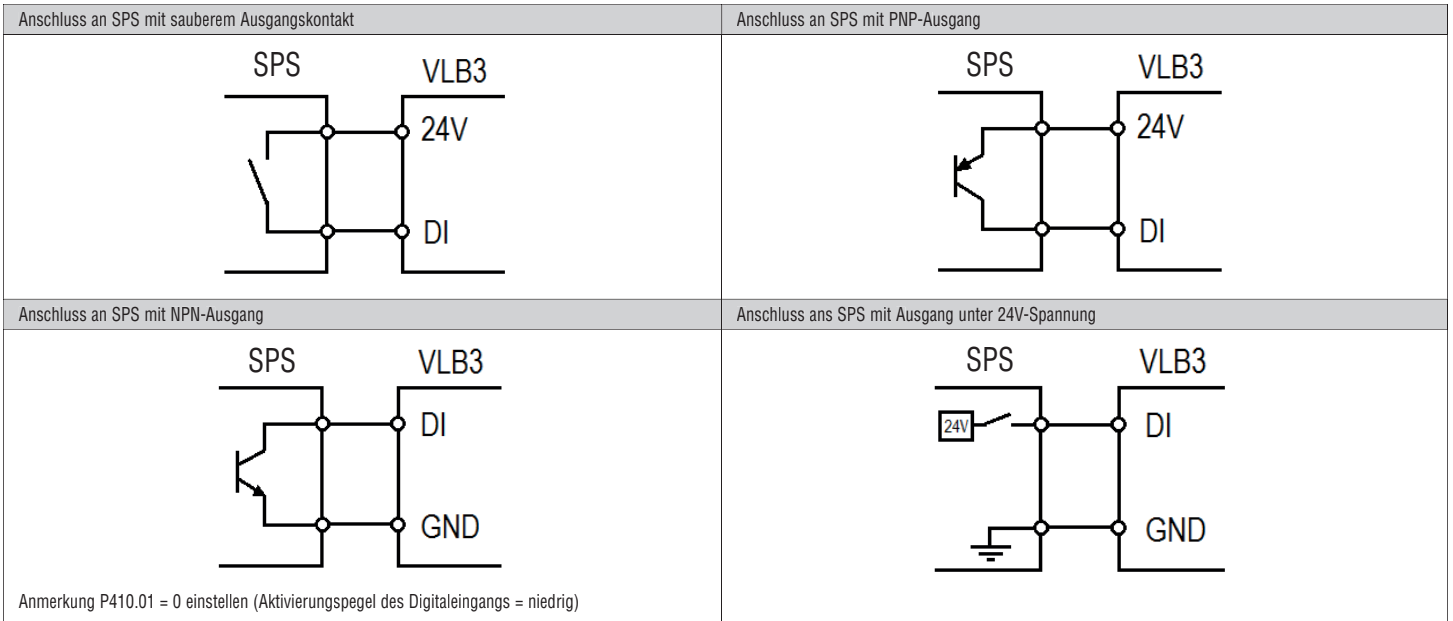 Anschluss an SPS mit sauberem Ausgangskontakt
SPS
VLB3
24V
DI
Anschluss an SPS mit PNP-Ausgang
SPS
VLB3
24V
DI
Anschluss an SPS mit NPN-Ausgang
SPS
VLB3
DI
GND
Anmerkung P410.01 = 0 einstellen (Aktivierungspegel des Digitaleingangs = niedrig)
Anschluss ans SPS mit Ausgang unter 24V-Spannung
SPS
VLB3
24V
DI
GND